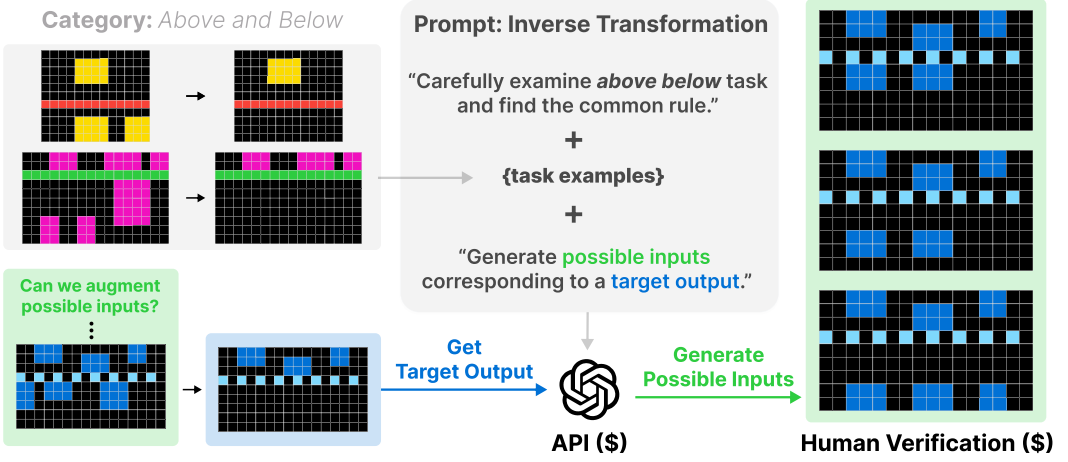 Category: Above and Below
Prompt: Inverse Transformation
“Carefully examine above below task
and find the common rule.”
+
{task examples}
+
“Generate possible inputs
corresponding to a target output.”
Can we augment
possible inputs?
Get
Target Output
API ($)
Generate
Possible Inputs
Human Verification ($)